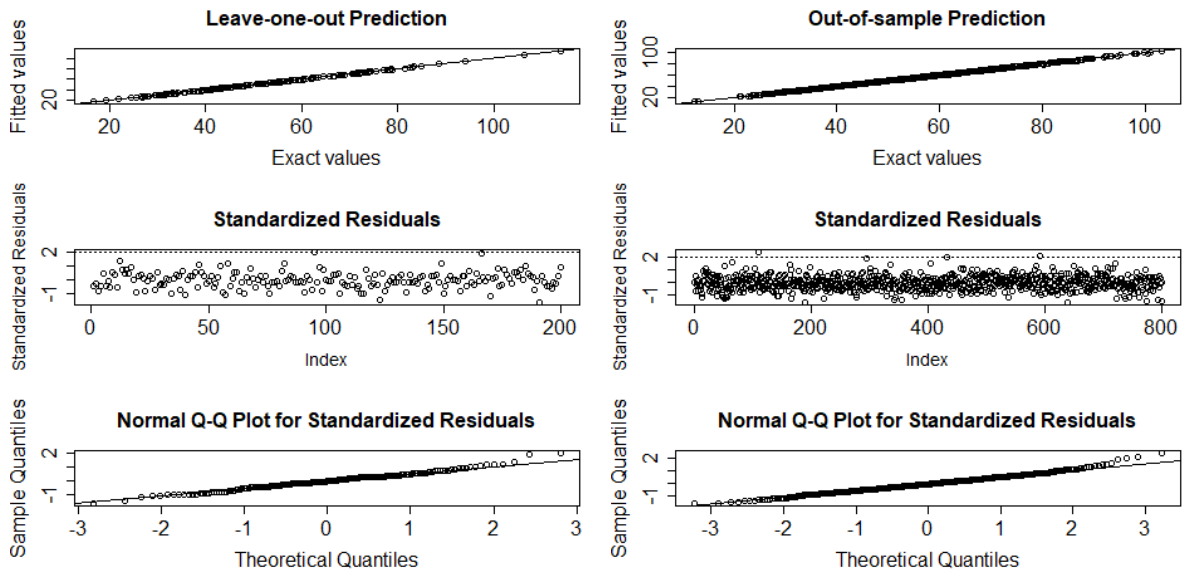 Leave-one-out Prediction
Fitted values
20
20 40 60 80 100
Exact values
Out-of-sample Prediction
Fitted values
20 100
20 40 60 80 100
Exact values
Standardized Residuals
Standardized Residuals
-1 2
0 50 100 150 200
Index
Standardized Residuals
Standardized Residuals
-1 2
0 200 400 600 800
Index
Normal Q-Q Plot for Standardized Residuals
Sample Quantiles
-1 2
-3 -2 -1 0 1 2 3
Theoretical Quantiles
Normal Q-Q Plot for Standardized Residuals
Sample Quantiles
-1 2
-3 -2 -1 0 1 2 3
Theoretical Quantiles